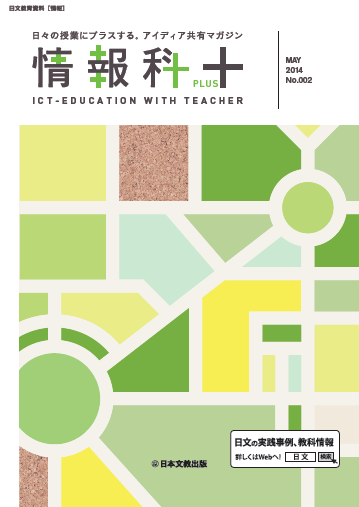 日文教育資料［情報］
日々の授業にプラスする。アイディア共有マガジン
情報科+
PLUS
ICT-EDUCATION WITH TEACHER
MAY
2014
No.002
日文の実践事例、教科情報
詳しくはWebへ! 日文 検索
日本文教出版